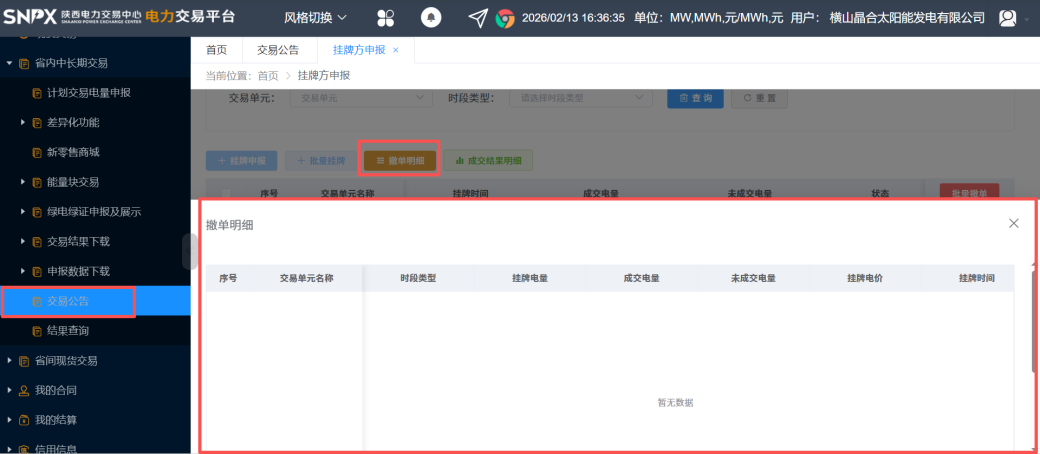 SNPX 陕西电力交易中心 电力交易平台 风格切换 2026/02/13 16:36:35 单位：MW,MWh,元/MWh,元 用户：横山晶合太阳能发电有限公司
SHAANXI POWER EXCHANGE CENTER
省内中长期交易
计划交易电量申报
差异化功能
新零售商城
能量块交易
绿电绿证申报及展示
交易结果下载
申报数据下载
交易公告
结果查询
省间现货交易
我的合同
我的结算
信用信息
首页 交易公告 挂牌方申报 ×
当前位置：首页 > 挂牌方申报
交易单元： 交易单元 时段类型： 请选择时段类型 查询 重置
+ 挂牌申报 + 批量挂牌 撤单明细 成交结果明细
序号 交易单元名称 挂牌时间 成交电量 未成交电量 状态 批量撤单
撤单明细
序号 交易单元名称 时段类型 挂牌电量 成交电量 未成交电量 挂牌电价 挂牌时间
暂无数据